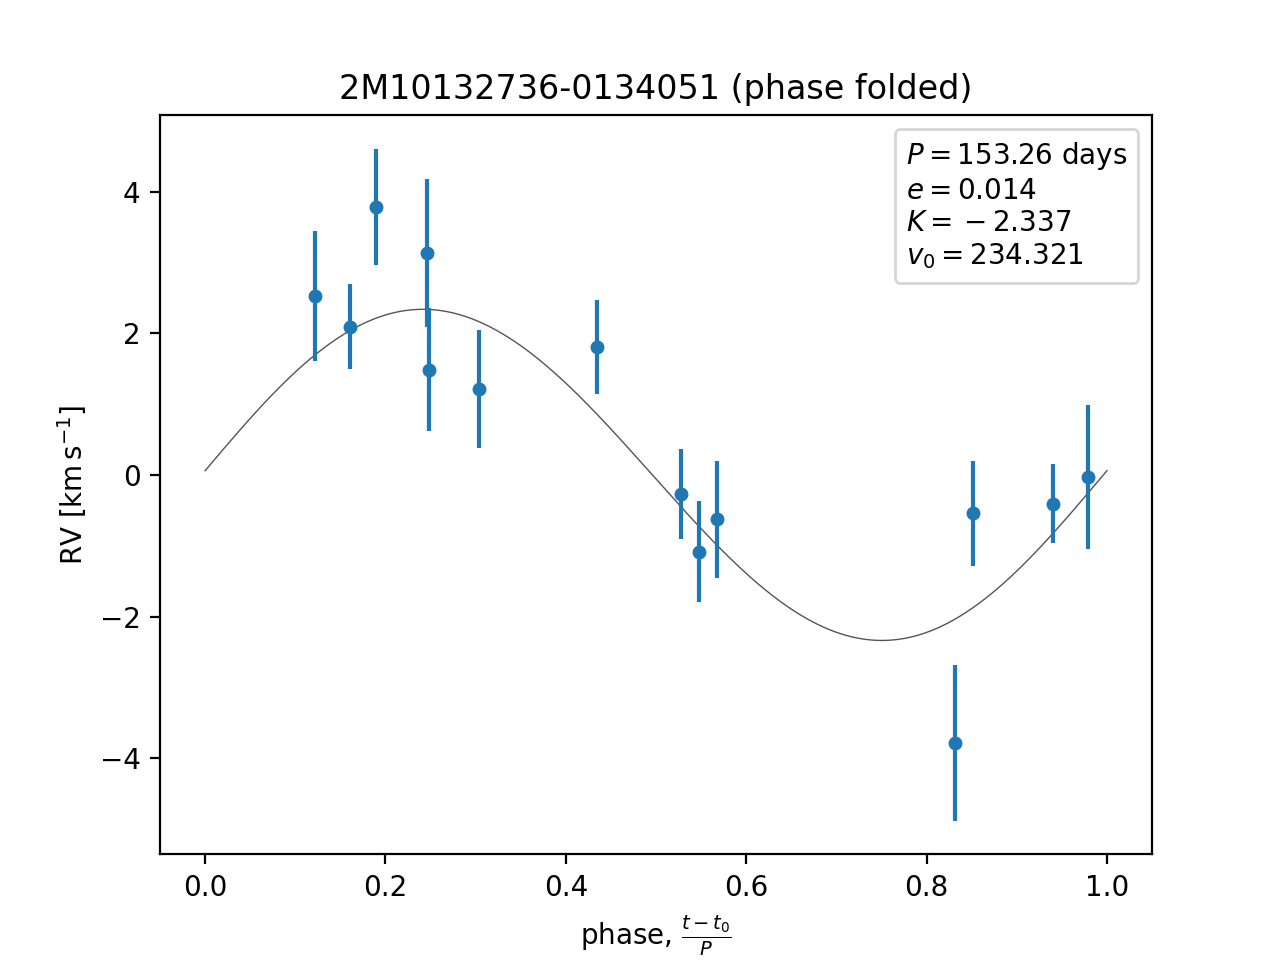 2M10132736-0134051 (phase folded)
P = 153.26 days
e = 0.014
K = −2.337
v₀ = 234.321
4
2
0
−2
−4
RV [km s⁻¹]
0.0 0.2 0.4 0.6 0.8 1.0
phase, (t − t₀)/P